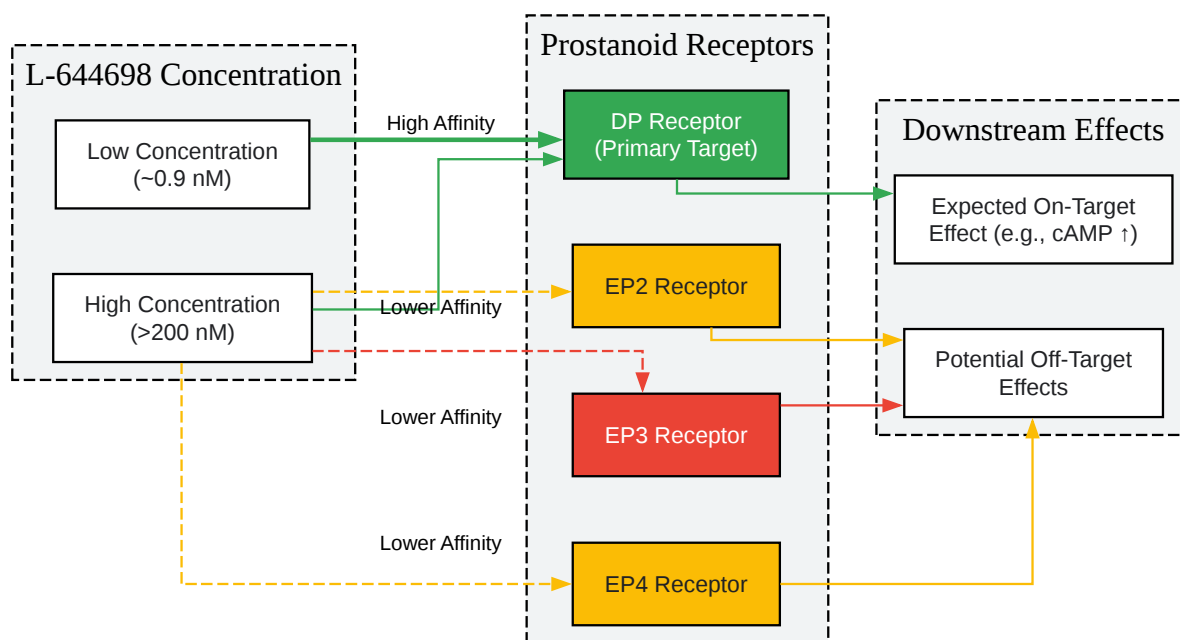 L-644698 Concentration
Low Concentration
(~0.9 nM)
High Concentration
(>200 nM)
High Affinity
Lower Affinity
Lower Affinity
Lower Affinity
Prostanoid Receptors
DP Receptor
(Primary Target)
EP2 Receptor
EP3 Receptor
EP4 Receptor
Downstream Effects
Expected On-Target
Effect (e.g., cAMP ↑)
Potential Off-Target
Effects